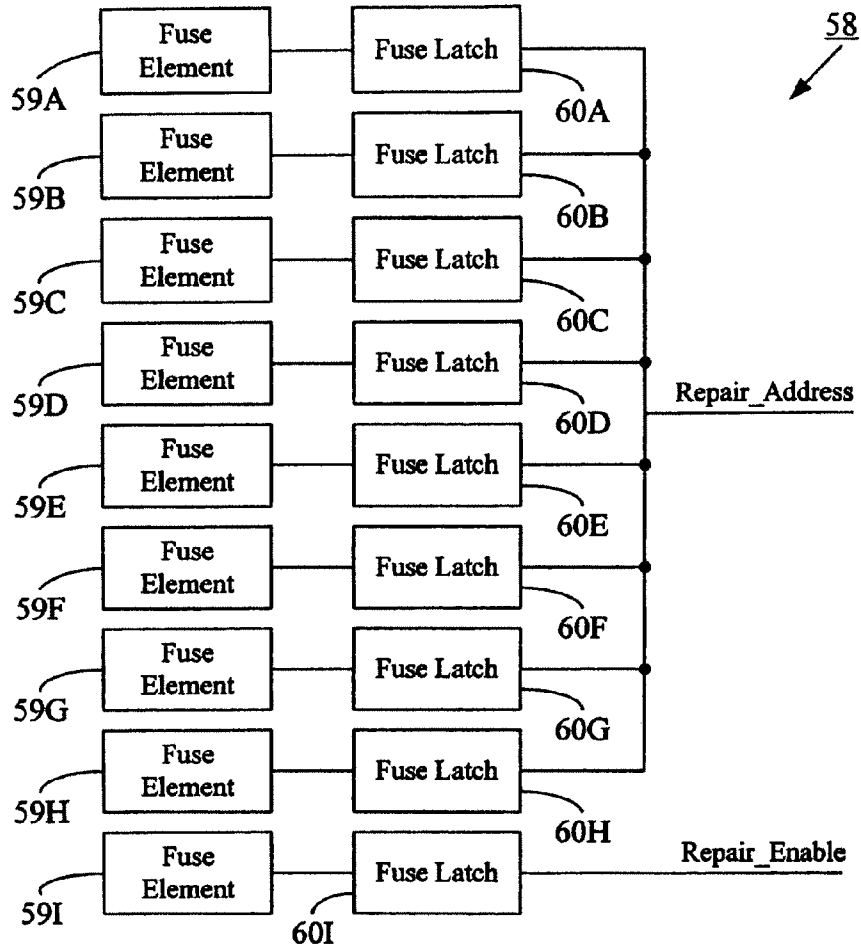 58
Fuse
Element
Fuse Latch
59A
60A
Fuse
Element
Fuse Latch
59B
60B
Fuse
Element
Fuse Latch
59C
60C
Fuse
Element
Fuse Latch
59D
60D
Repair_Address
Fuse
Element
Fuse Latch
59E
60E
Fuse
Element
Fuse Latch
59F
60F
Fuse
Element
Fuse Latch
59G
60G
Fuse
Element
Fuse Latch
59H
60H
Fuse
Element
Fuse Latch
Repair_Enable
59I
60I